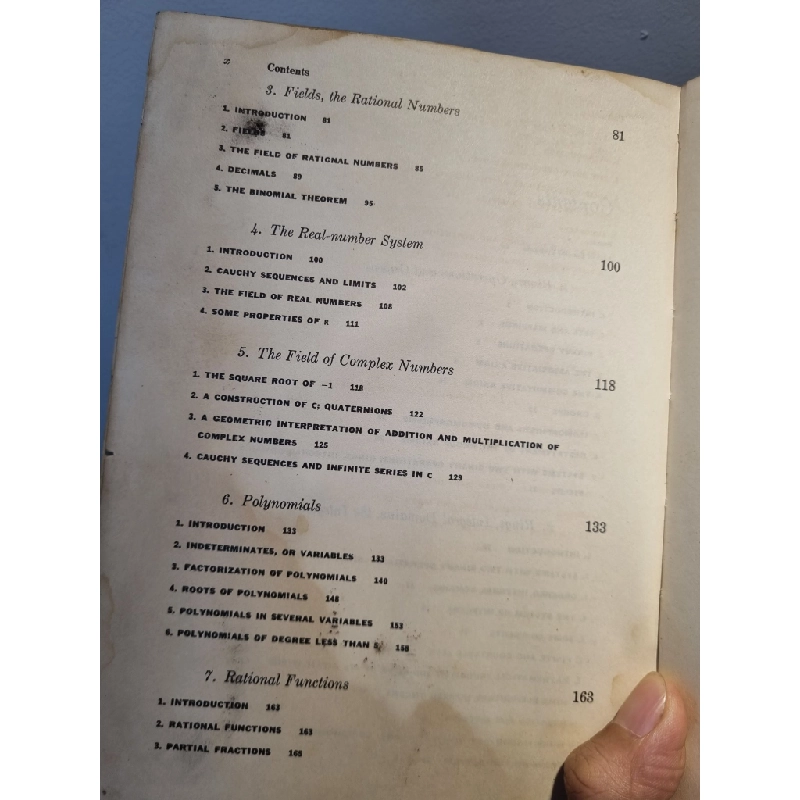 Contents
3. Fields, the Rational Numbers 81
1. INTRODUCTION 81
2. FIELDS 81
3. THE FIELD OF RATIONAL NUMBERS 85
4. DECIMALS 89
5. THE BINOMIAL THEOREM 95
4. The Real-number System 100
1. INTRODUCTION 100
2. CAUCHY SEQUENCES AND LIMITS 102
3. THE FIELD OF REAL NUMBERS 108
4. SOME PROPERTIES OF R 111
5. The Field of Complex Numbers 118
1. THE SQUARE ROOT OF −1 118
2. A CONSTRUCTION OF C; QUATERNIONS 122
3. A GEOMETRIC INTERPRETATION OF ADDITION AND MULTIPLICATION OF
COMPLEX NUMBERS 125
4. CAUCHY SEQUENCES AND INFINITE SERIES IN C 129
6. Polynomials 133
1. INTRODUCTION 133
2. INDETERMINATES, OR VARIABLES 133
3. FACTORIZATION OF POLYNOMIALS 140
4. ROOTS OF POLYNOMIALS 148
5. POLYNOMIALS IN SEVERAL VARIABLES 153
6. POLYNOMIALS OF DEGREE LESS THAN 5 158
7. Rational Functions 163
1. INTRODUCTION 163
2. RATIONAL FUNCTIONS 163
3. PARTIAL FRACTIONS 165